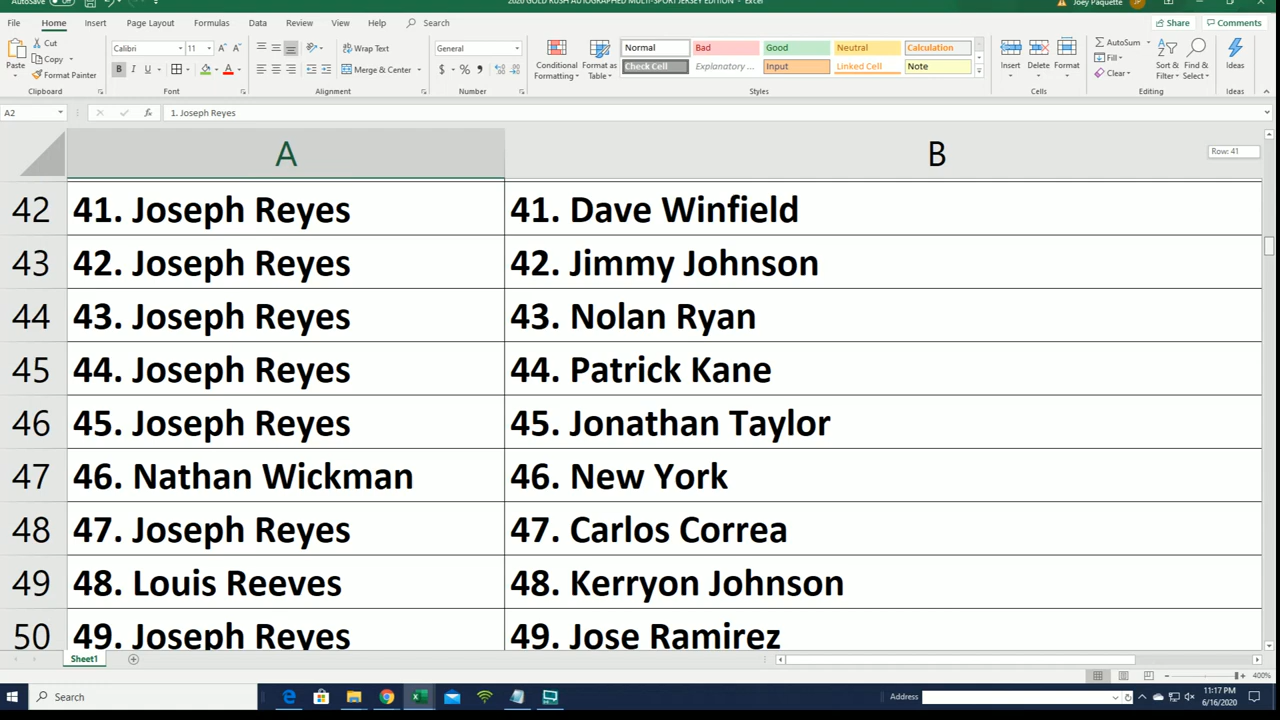 AutoSave
2020 GOLD RUSH AUTOGRAPHED MULTI-SPORT JERSEY EDITION - Excel
Joey Paquette
JP
File Home Insert Page Layout Formulas Data Review View Help Search
Share Comments
Paste
Cut
Copy
Format Painter
Clipboard
Calibri 11
B I U
Font
Wrap Text
Merge & Center
Alignment
General
$ % ,
Number
Conditional Formatting
Format as Table
Normal Bad Good Neutral Calculation
Check Cell Explanatory ... Input Linked Cell Note
Styles
Insert Delete Format
Cells
AutoSum
Fill
Clear
Sort & Filter
Find & Select
Editing
Ideas
Ideas
A2 fx 1. Joseph Reyes
A B
Row: 41
42 41. Joseph Reyes 41. Dave Winfield
43 42. Joseph Reyes 42. Jimmy Johnson
44 43. Joseph Reyes 43. Nolan Ryan
45 44. Joseph Reyes 44. Patrick Kane
46 45. Joseph Reyes 45. Jonathan Taylor
47 46. Nathan Wickman 46. New York
48 47. Joseph Reyes 47. Carlos Correa
49 48. Louis Reeves 48. Kerryon Johnson
50 49. Joseph Reyes 49. Jose Ramirez
Sheet1
400%
Search
Address
11:17 PM
6/16/2020